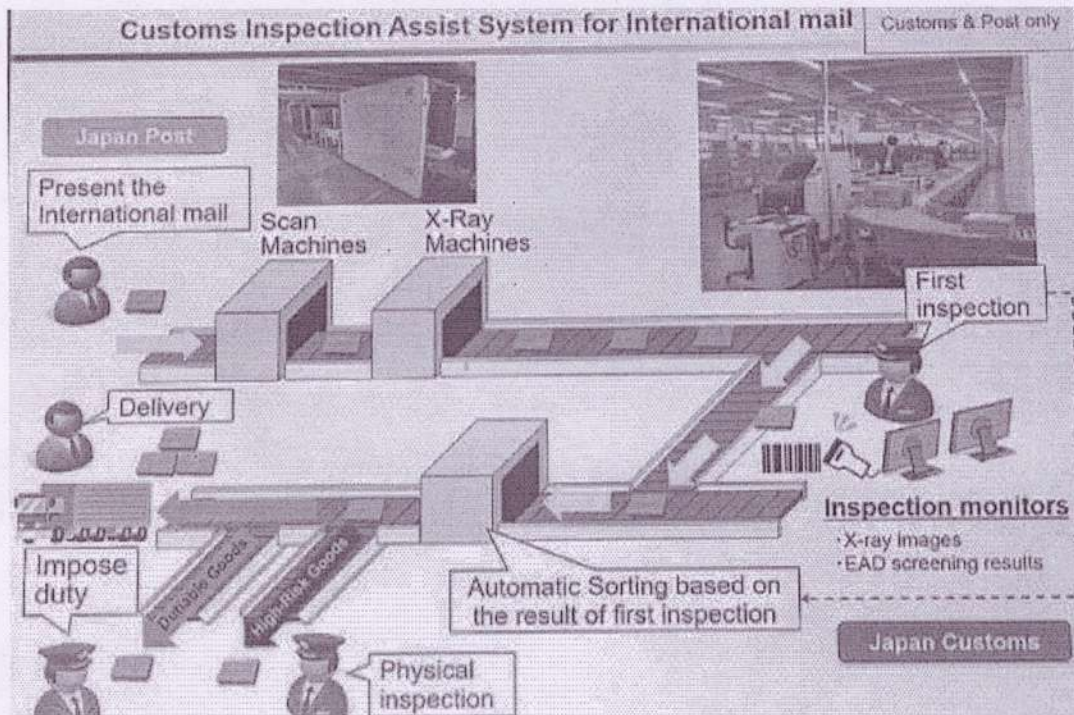 Customs Inspection Assist System for International mail
Customs & Post only
Japan Post
Present the
International mail
Scan
Machines
X-Ray
Machines
First
inspection
Delivery
Inspection monitors
・X-ray images
・EAD screening results
Impose
duty
Dutiable Goods
High-Risk Goods
Automatic Sorting based on
the result of first inspection
Japan Customs
Physical
inspection